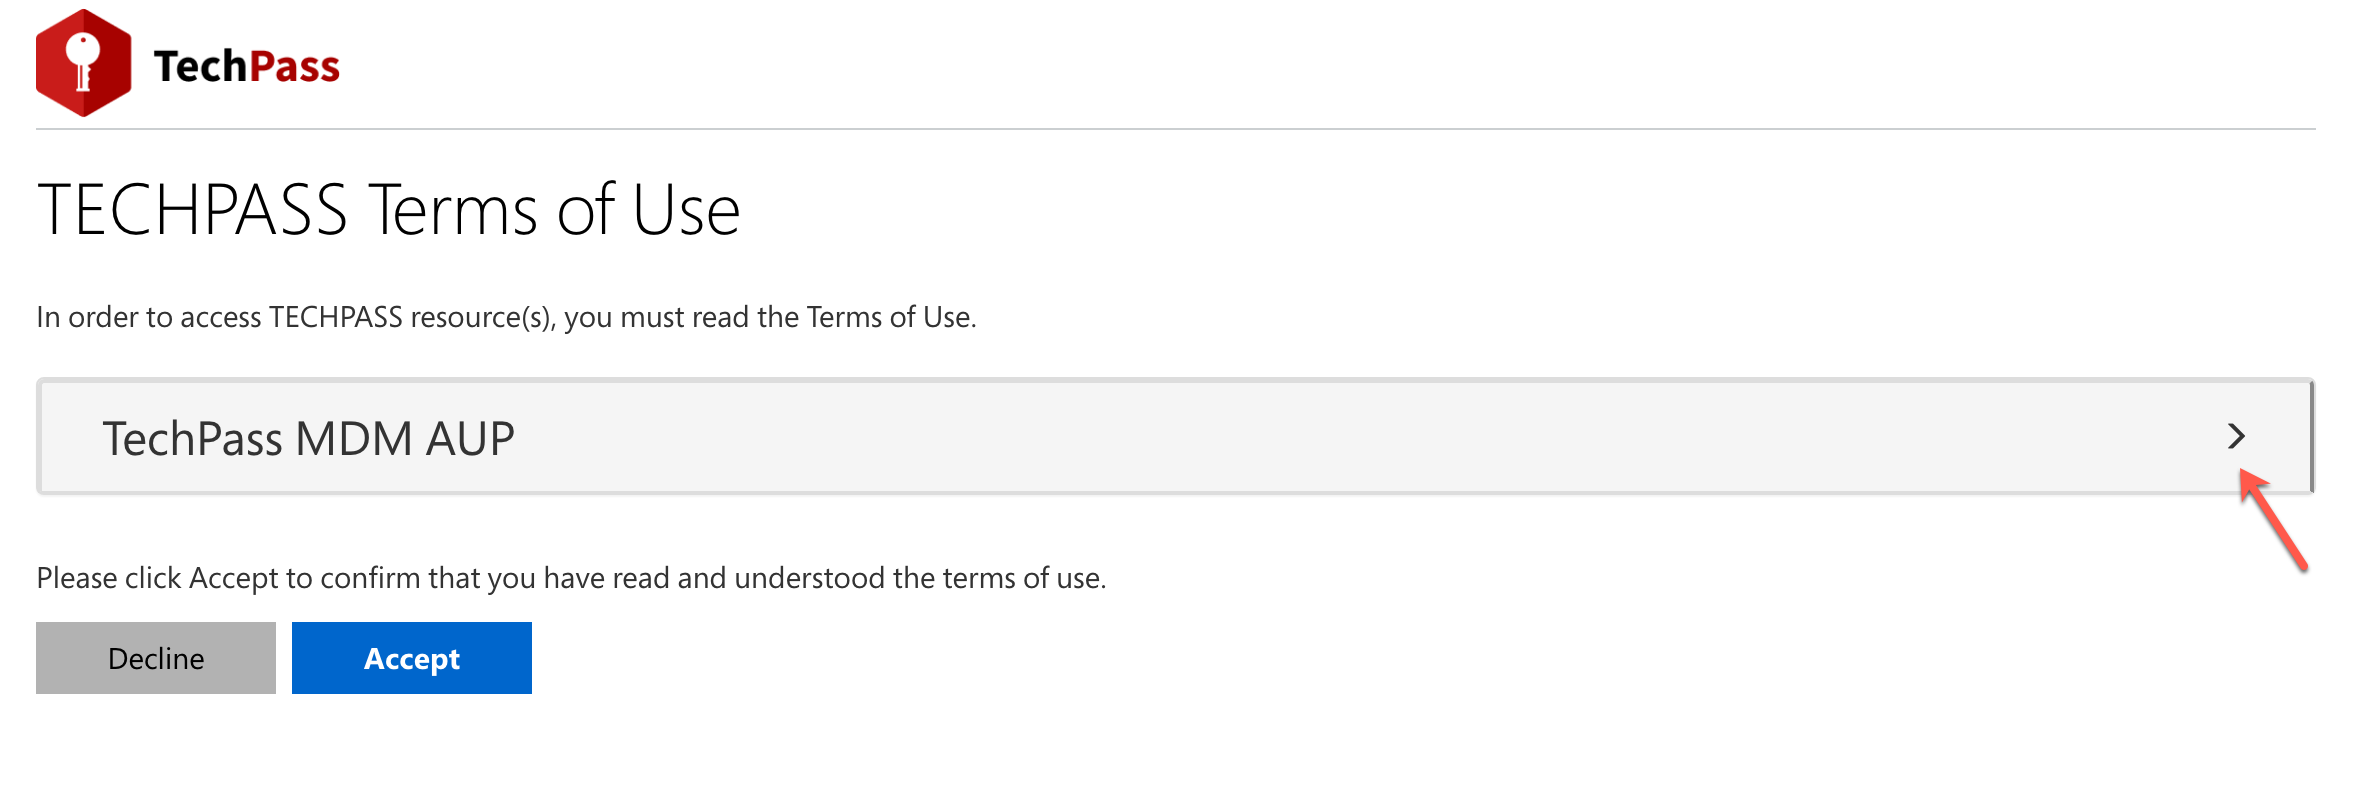 TechPass
TECHPASS Terms of Use
In order to access TECHPASS resource(s), you must read the Terms of Use.
TechPass MDM AUP
Please click Accept to confirm that you have read and understood the terms of use.
Decline Accept